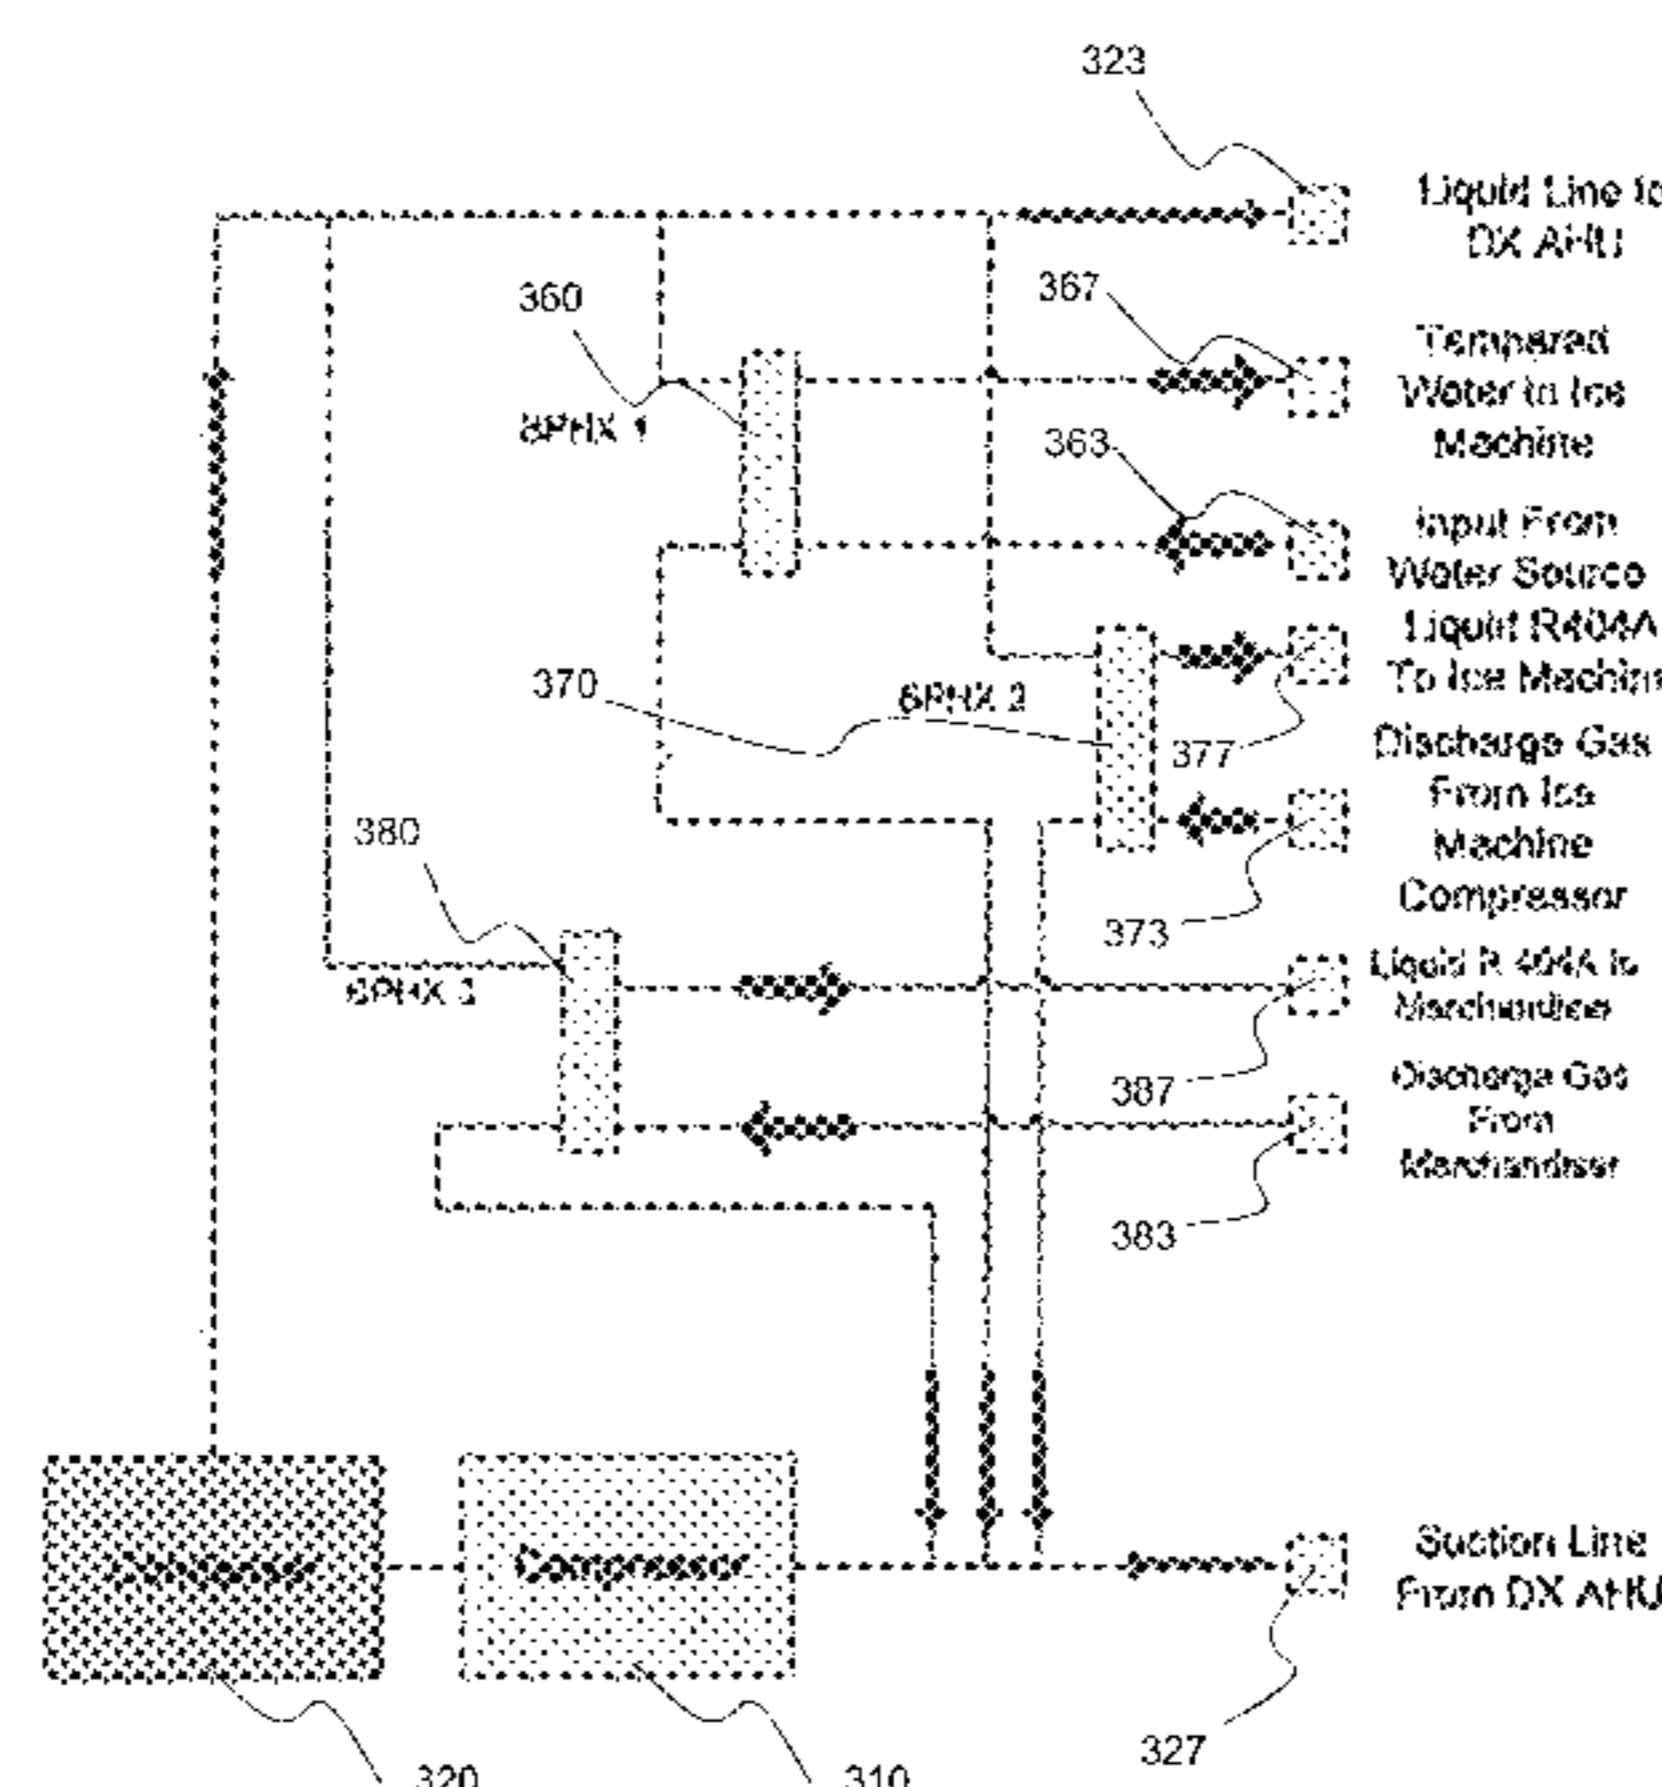 323
Liquid Line to
DX AHU
367
360
Tempered
Water to Ice
Machine
BPHX 1
363
Input From
Water Source
Liquid R404A
To Ice Machine
370
BPHX 2
377
Discharge Gas
From Ice
Machine
Compressor
380
373
BPHX 3
Liquid R 404A to
Merchandiser
387
Discharge Gas
From
Merchandiser
383
Compressor
Suction Line
From DX AHU
327
320
310